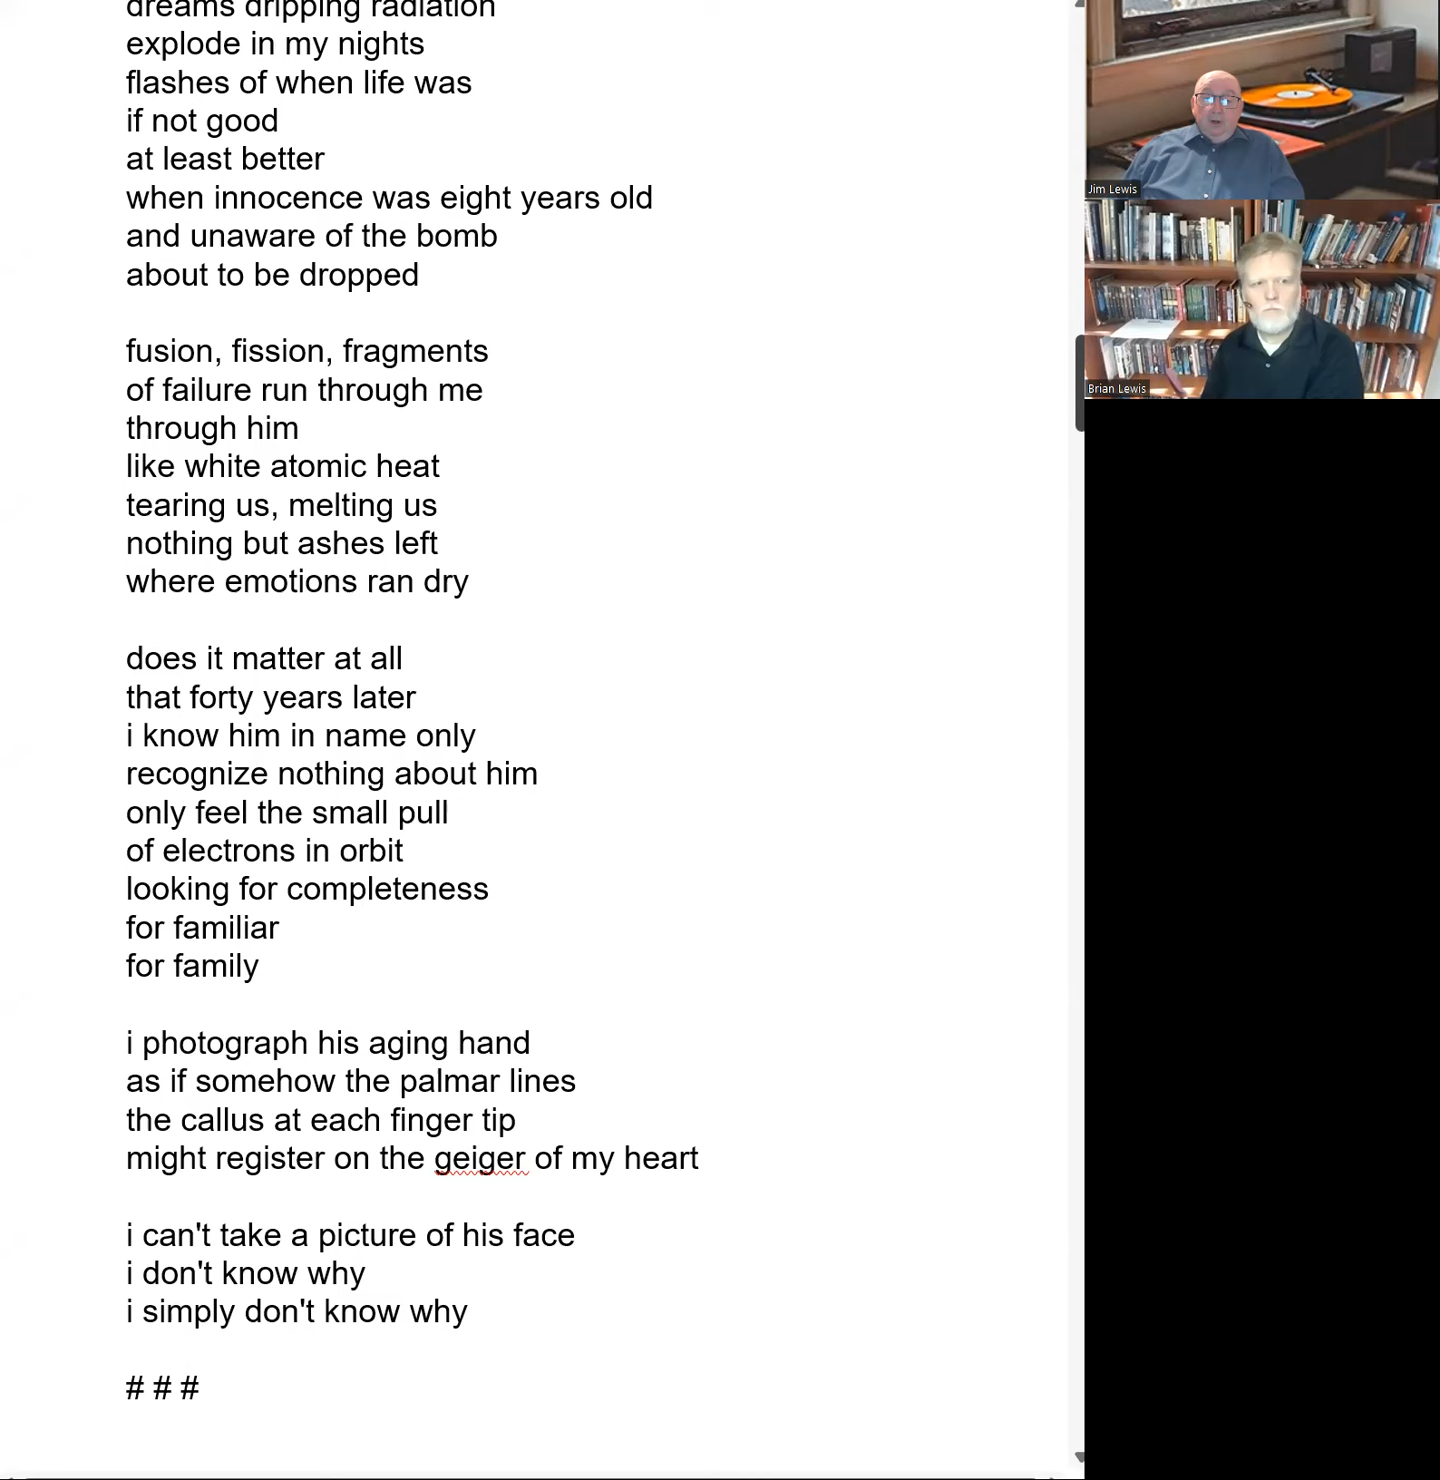 dreams dripping radiation
explode in my nights
flashes of when life was
if not good
at least better
when innocence was eight years old
and unaware of the bomb
about to be dropped
fusion, fission, fragments
of failure run through me
through him
like white atomic heat
tearing us, melting us
nothing but ashes left
where emotions ran dry
does it matter at all
that forty years later
i know him in name only
recognize nothing about him
only feel the small pull
of electrons in orbit
looking for completeness
for familiar
for family
i photograph his aging hand
as if somehow the palmar lines
the callus at each finger tip
might register on the geiger of my heart
i can't take a picture of his face
i don't know why
i simply don't know why
# # #
Jim Lewis
Brian Lewis